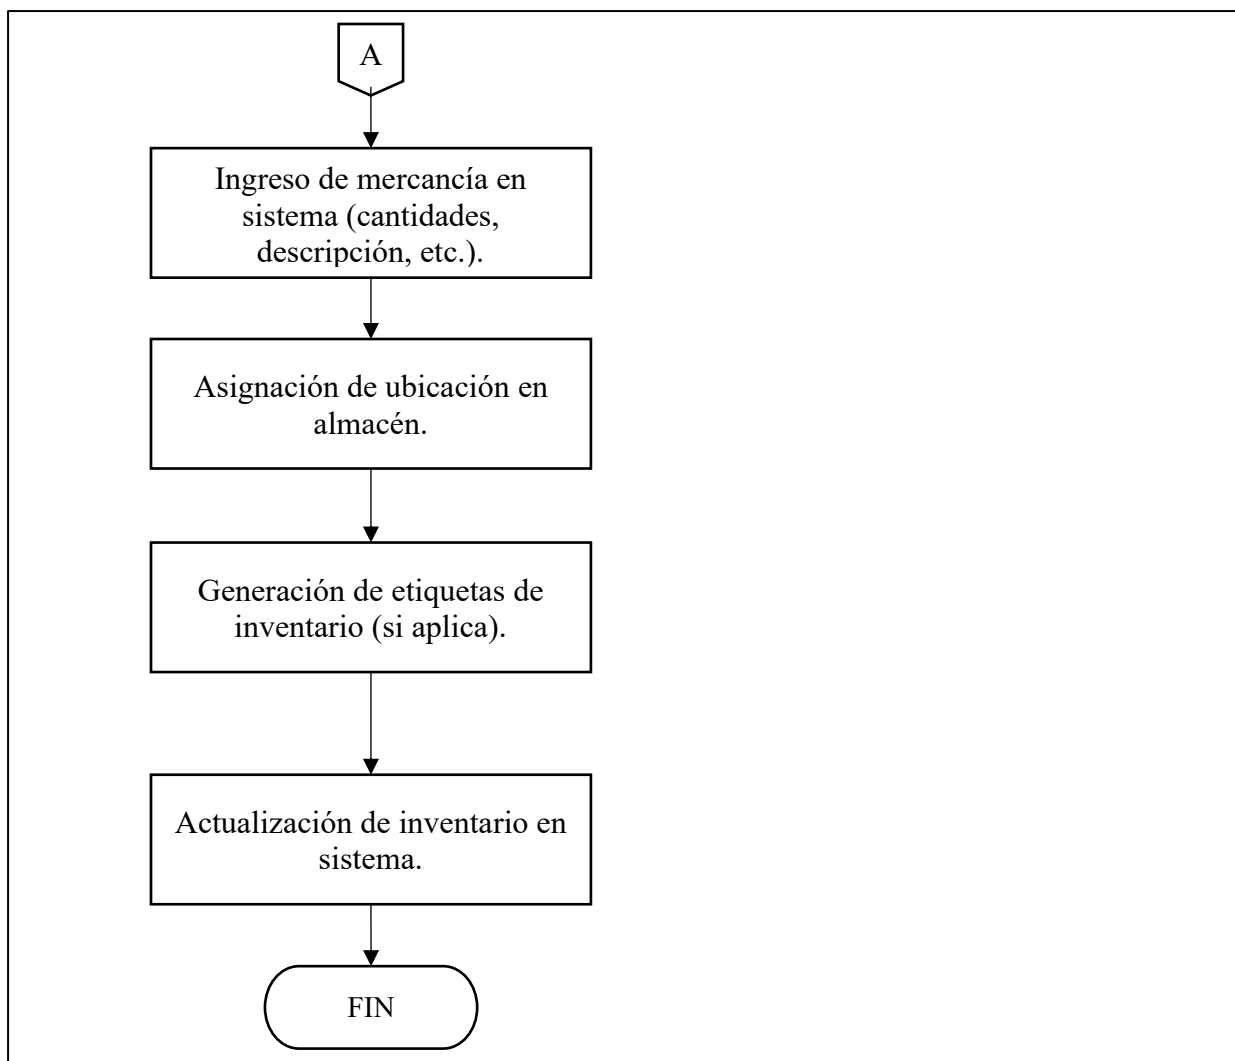 A
Ingreso de mercancía en
sistema (cantidades,
descripción, etc.).
Asignación de ubicación en
almacén.
Generación de etiquetas de
inventario (si aplica).
Actualización de inventario en
sistema.
FIN